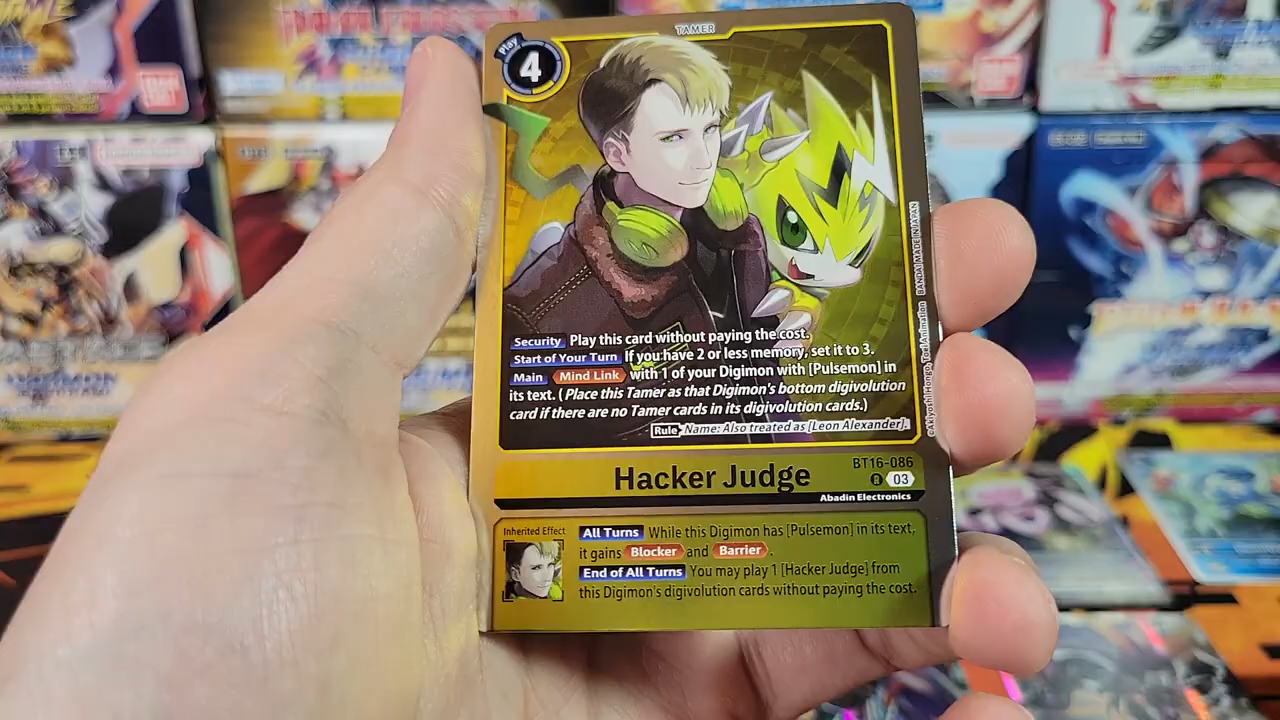 TAMER
Play
4
Security Play this card without paying the cost.
Start of Your Turn If you have 2 or less memory, set it to 3.
Main Mind Link with 1 of your Digimon with [Pulsemon] in
its text. (Place this Tamer as that Digimon's bottom digivolution
card if there are no Tamer cards in its digivolution cards.)
Rule Name: Also treated as [Leon Alexander].
©Akiyoshi Hongo, Toei Animation BANDAI MADE IN JAPAN
BT16-086
Hacker Judge
R 03
Abadin Electronics
Inherited Effect
All Turns While this Digimon has [Pulsemon] in its text,
it gains Blocker and Barrier.
End of All Turns You may play 1 [Hacker Judge] from
this Digimon's digivolution cards without paying the cost.